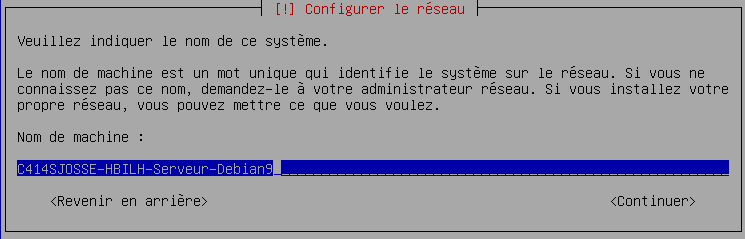 [!] Configurer le réseau
Veuillez indiquer le nom de ce système.
Le nom de machine est un mot unique qui identifie le système sur le réseau. Si vous ne
connaissez pas ce nom, demandez-le à votre administrateur réseau. Si vous installez votre
propre réseau, vous pouvez mettre ce que vous voulez.
Nom de machine :
C414SJOSSE-HBILH-Serveur-Debian9
<Revenir en arrière> <Continuer>